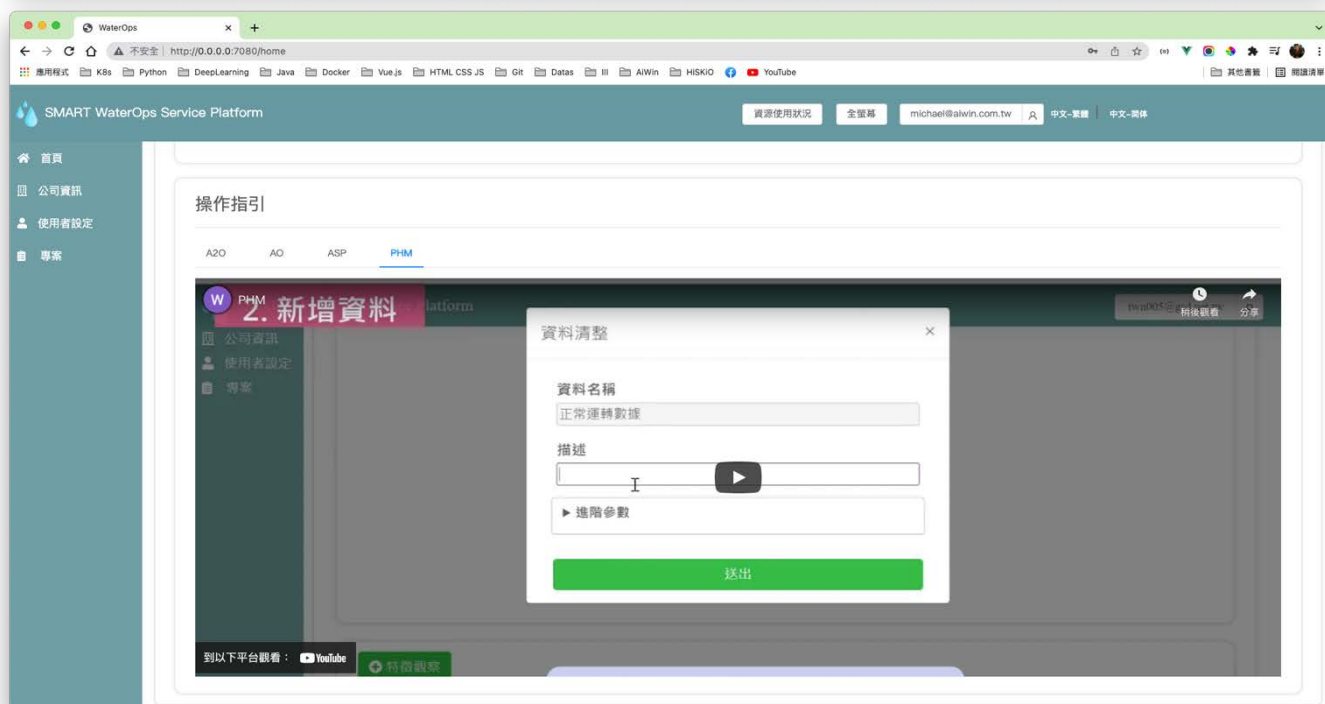 WaterOps
不安全 | http://0.0.0.0:7080/home
應用程式 K8s Python DeepLearning Java Docker Vue.js HTML CSS JS Git Datas III AiWin HiSKiO YouTube 其他書籤 閱讀清單
SMART WaterOps Service Platform 資源使用狀況 全螢幕 michael@aiwin.com.tw 中文-繁體 中文-简体
首頁
公司資訊
使用者設定
專案
操作指引
A2O AO ASP PHM
W PHM
2. 新增資料
latform
稍後觀看 分享
公司資訊
使用者設定
專案
資料清整 ×
資料名稱
正常運轉數據
描述
▶ 進階參數
送出
到以下平台觀看： YouTube
特徵觀察